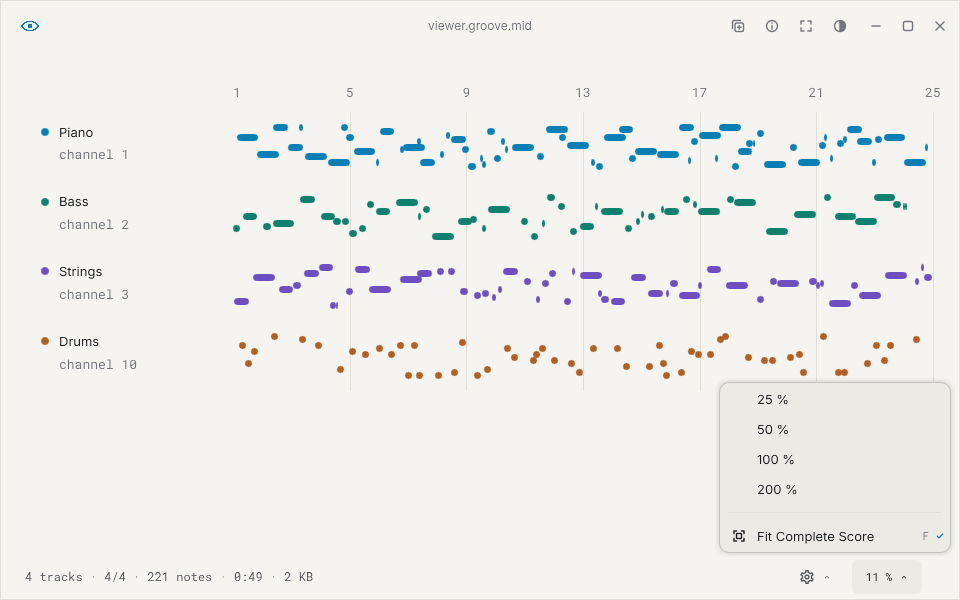 viewer.groove.mid
1 5 9 13 17 21 25
Piano
channel 1
Bass
channel 2
Strings
channel 3
Drums
channel 10
25 %
50 %
100 %
200 %
Fit Complete Score F
4 tracks · 4/4 · 221 notes · 0:49 · 2 KB
11 %